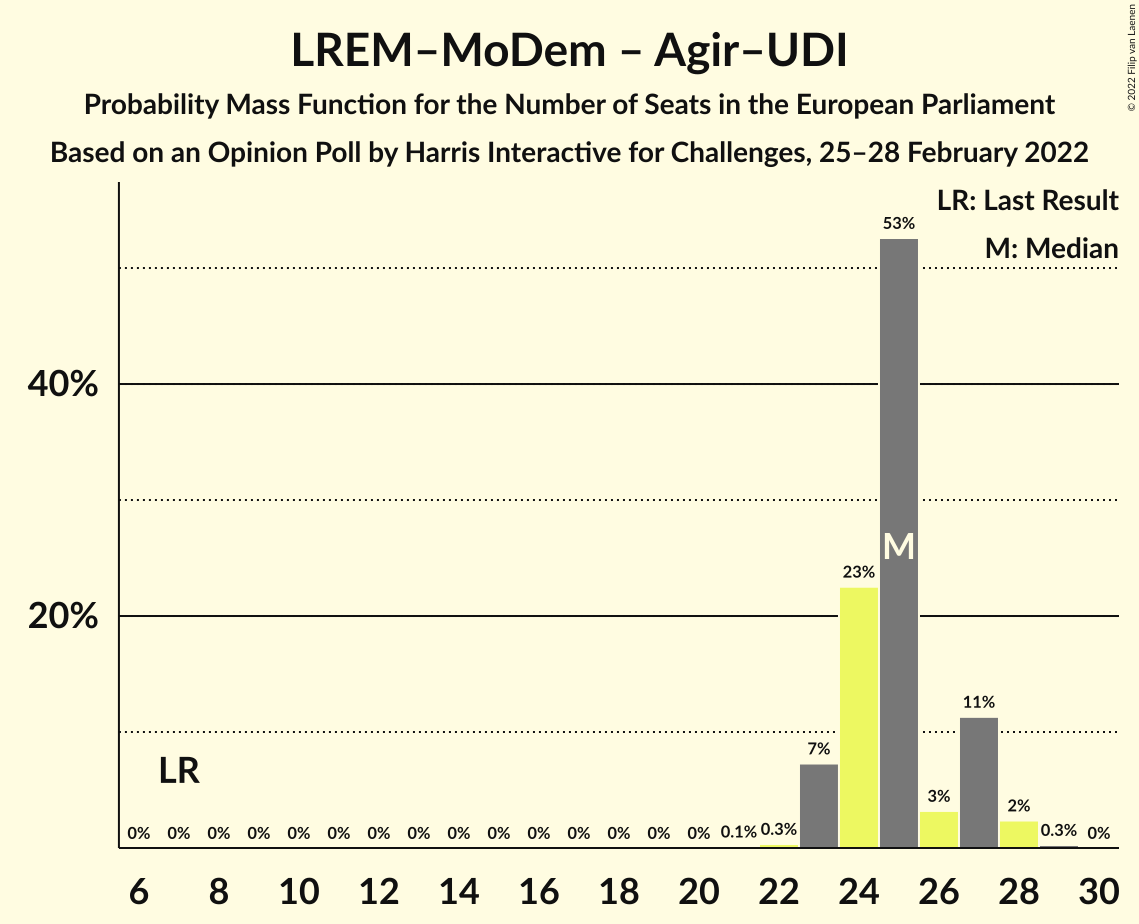 © 2022 Filip van Laenen
LREM–MoDem – Agir–UDI
Probability Mass Function for the Number of Seats in the European Parliament
Based on an Opinion Poll by Harris Interactive for Challenges, 25–28 February 2022
LR: Last Result
M: Median
53%
40%
M
23%
20%
11%
7%
LR
3%
2%
0% 0% 0% 0% 0% 0% 0% 0% 0% 0% 0% 0% 0% 0% 0% 0.1% 0.3% 0.3% 0%
6 8 10 12 14 16 18 20 22 24 26 28 30